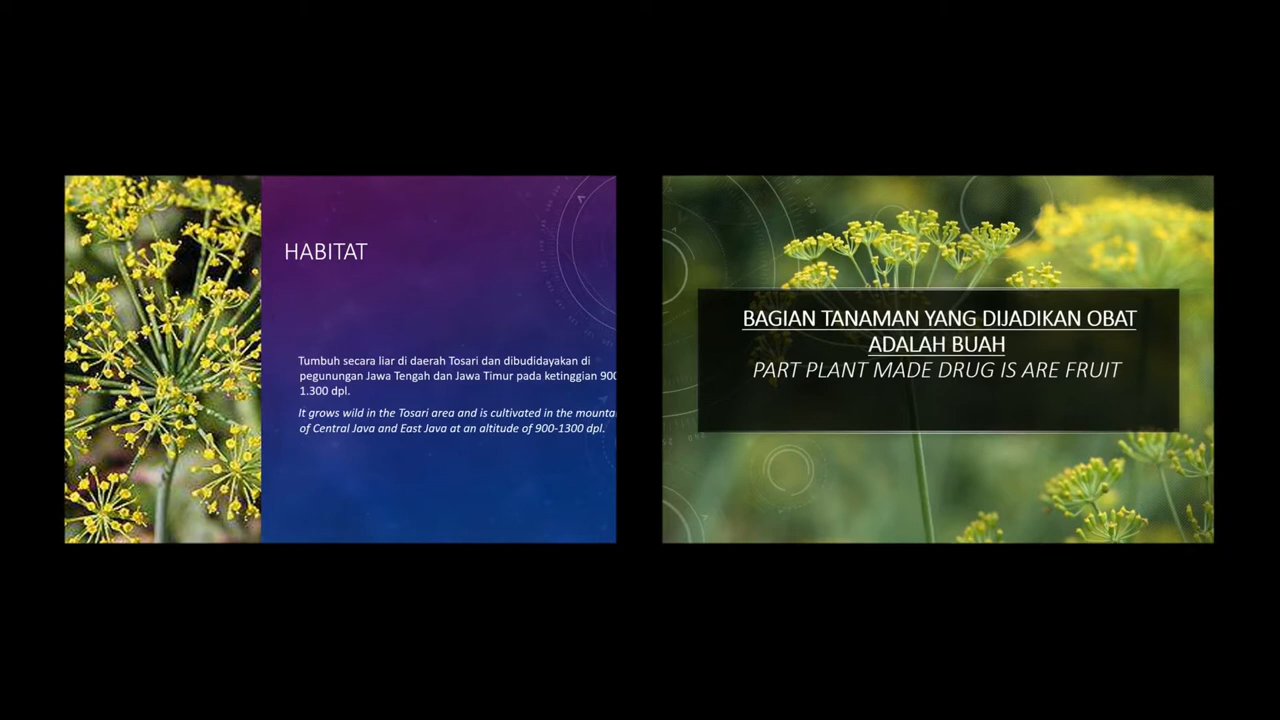 HABITAT
Tumbuh secara liar di daerah Tosari dan dibudidayakan di
pegunungan Jawa Tengah dan Jawa Timur pada ketinggian 900
1.300 dpl.
It grows wild in the Tosari area and is cultivated in the mounta
of Central Java and East Java at an altitude of 900-1300 dpl.
BAGIAN TANAMAN YANG DIJADIKAN OBAT
ADALAH BUAH
PART PLANT MADE DRUG IS ARE FRUIT